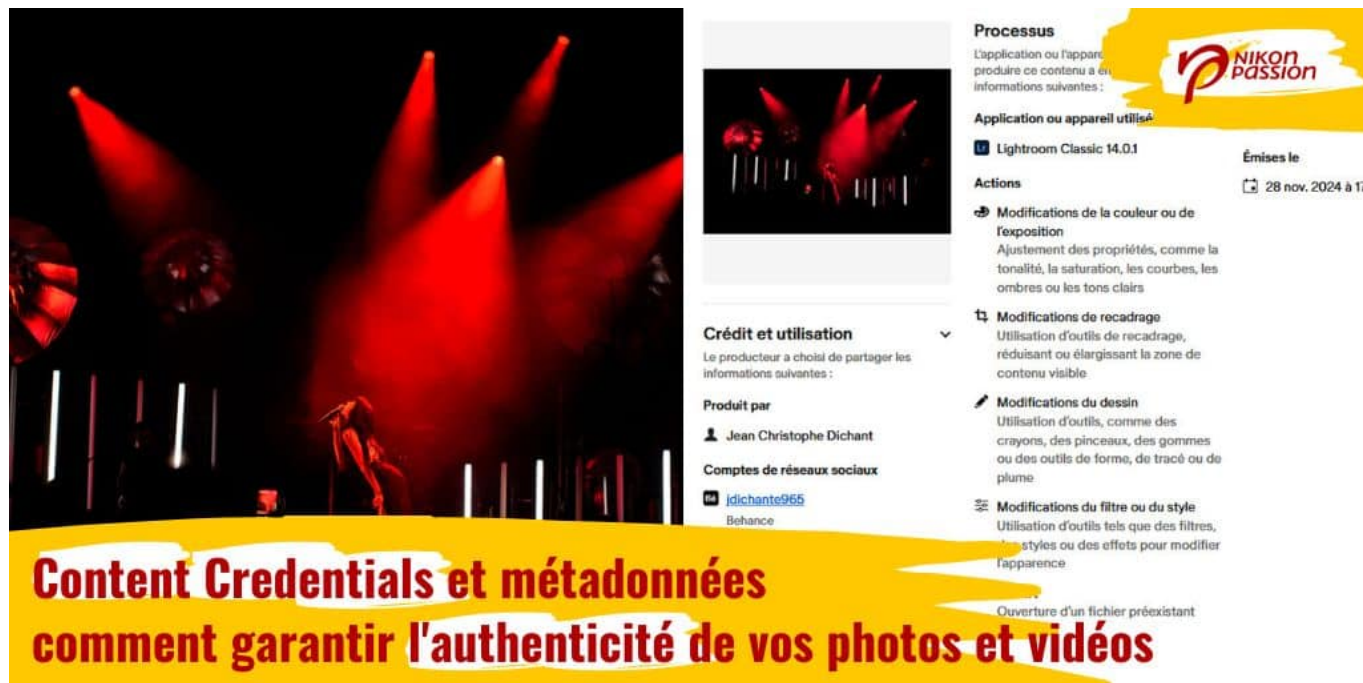 Crédit et utilisation
Le producteur a choisi de partager les
informations suivantes :
Produit par
Jean Christophe Dichant
Comptes de réseaux sociaux
jdichante965
Behance
Processus
L'application ou l'appare
produire ce contenu a
informations suivantes :
Application ou appareil utilisé
Lr Lightroom Classic 14.0.1
Actions
Modifications de la couleur ou de
l'exposition
Ajustement des propriétés, comme la
tonalité, la saturation, les courbes, les
ombres ou les tons clairs
Modifications de recadrage
Utilisation d'outils de recadrage,
réduisant ou élargissant la zone de
contenu visible
Modifications du dessin
Utilisation d'outils, comme des
crayons, des pinceaux, des gommes
ou des outils de forme, de tracé ou de
plume
Modifications du filtre ou du style
Utilisation d'outils tels que des filtres,
styles ou des effets pour modifier
l'apparence
Ouverture d'un fichier préexistant
NIKON
PASSION
Émises le
28 nov. 2024 à 17
Content Credentials et métadonnées
comment garantir l'authenticité de vos photos et vidéos